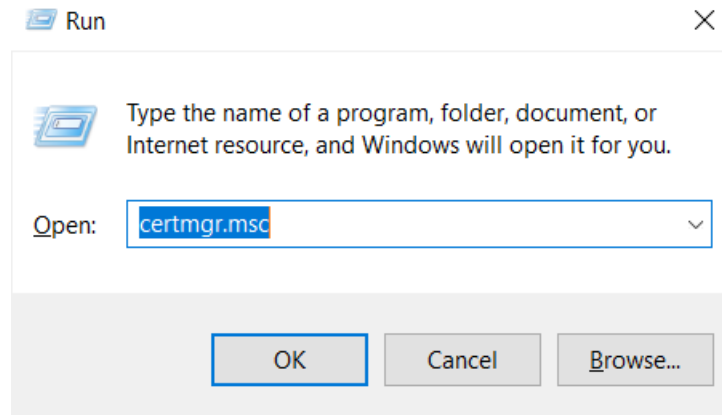 Run
Type the name of a program, folder, document, or
Internet resource, and Windows will open it for you.
Open: certmgr.msc
OK Cancel Browse...